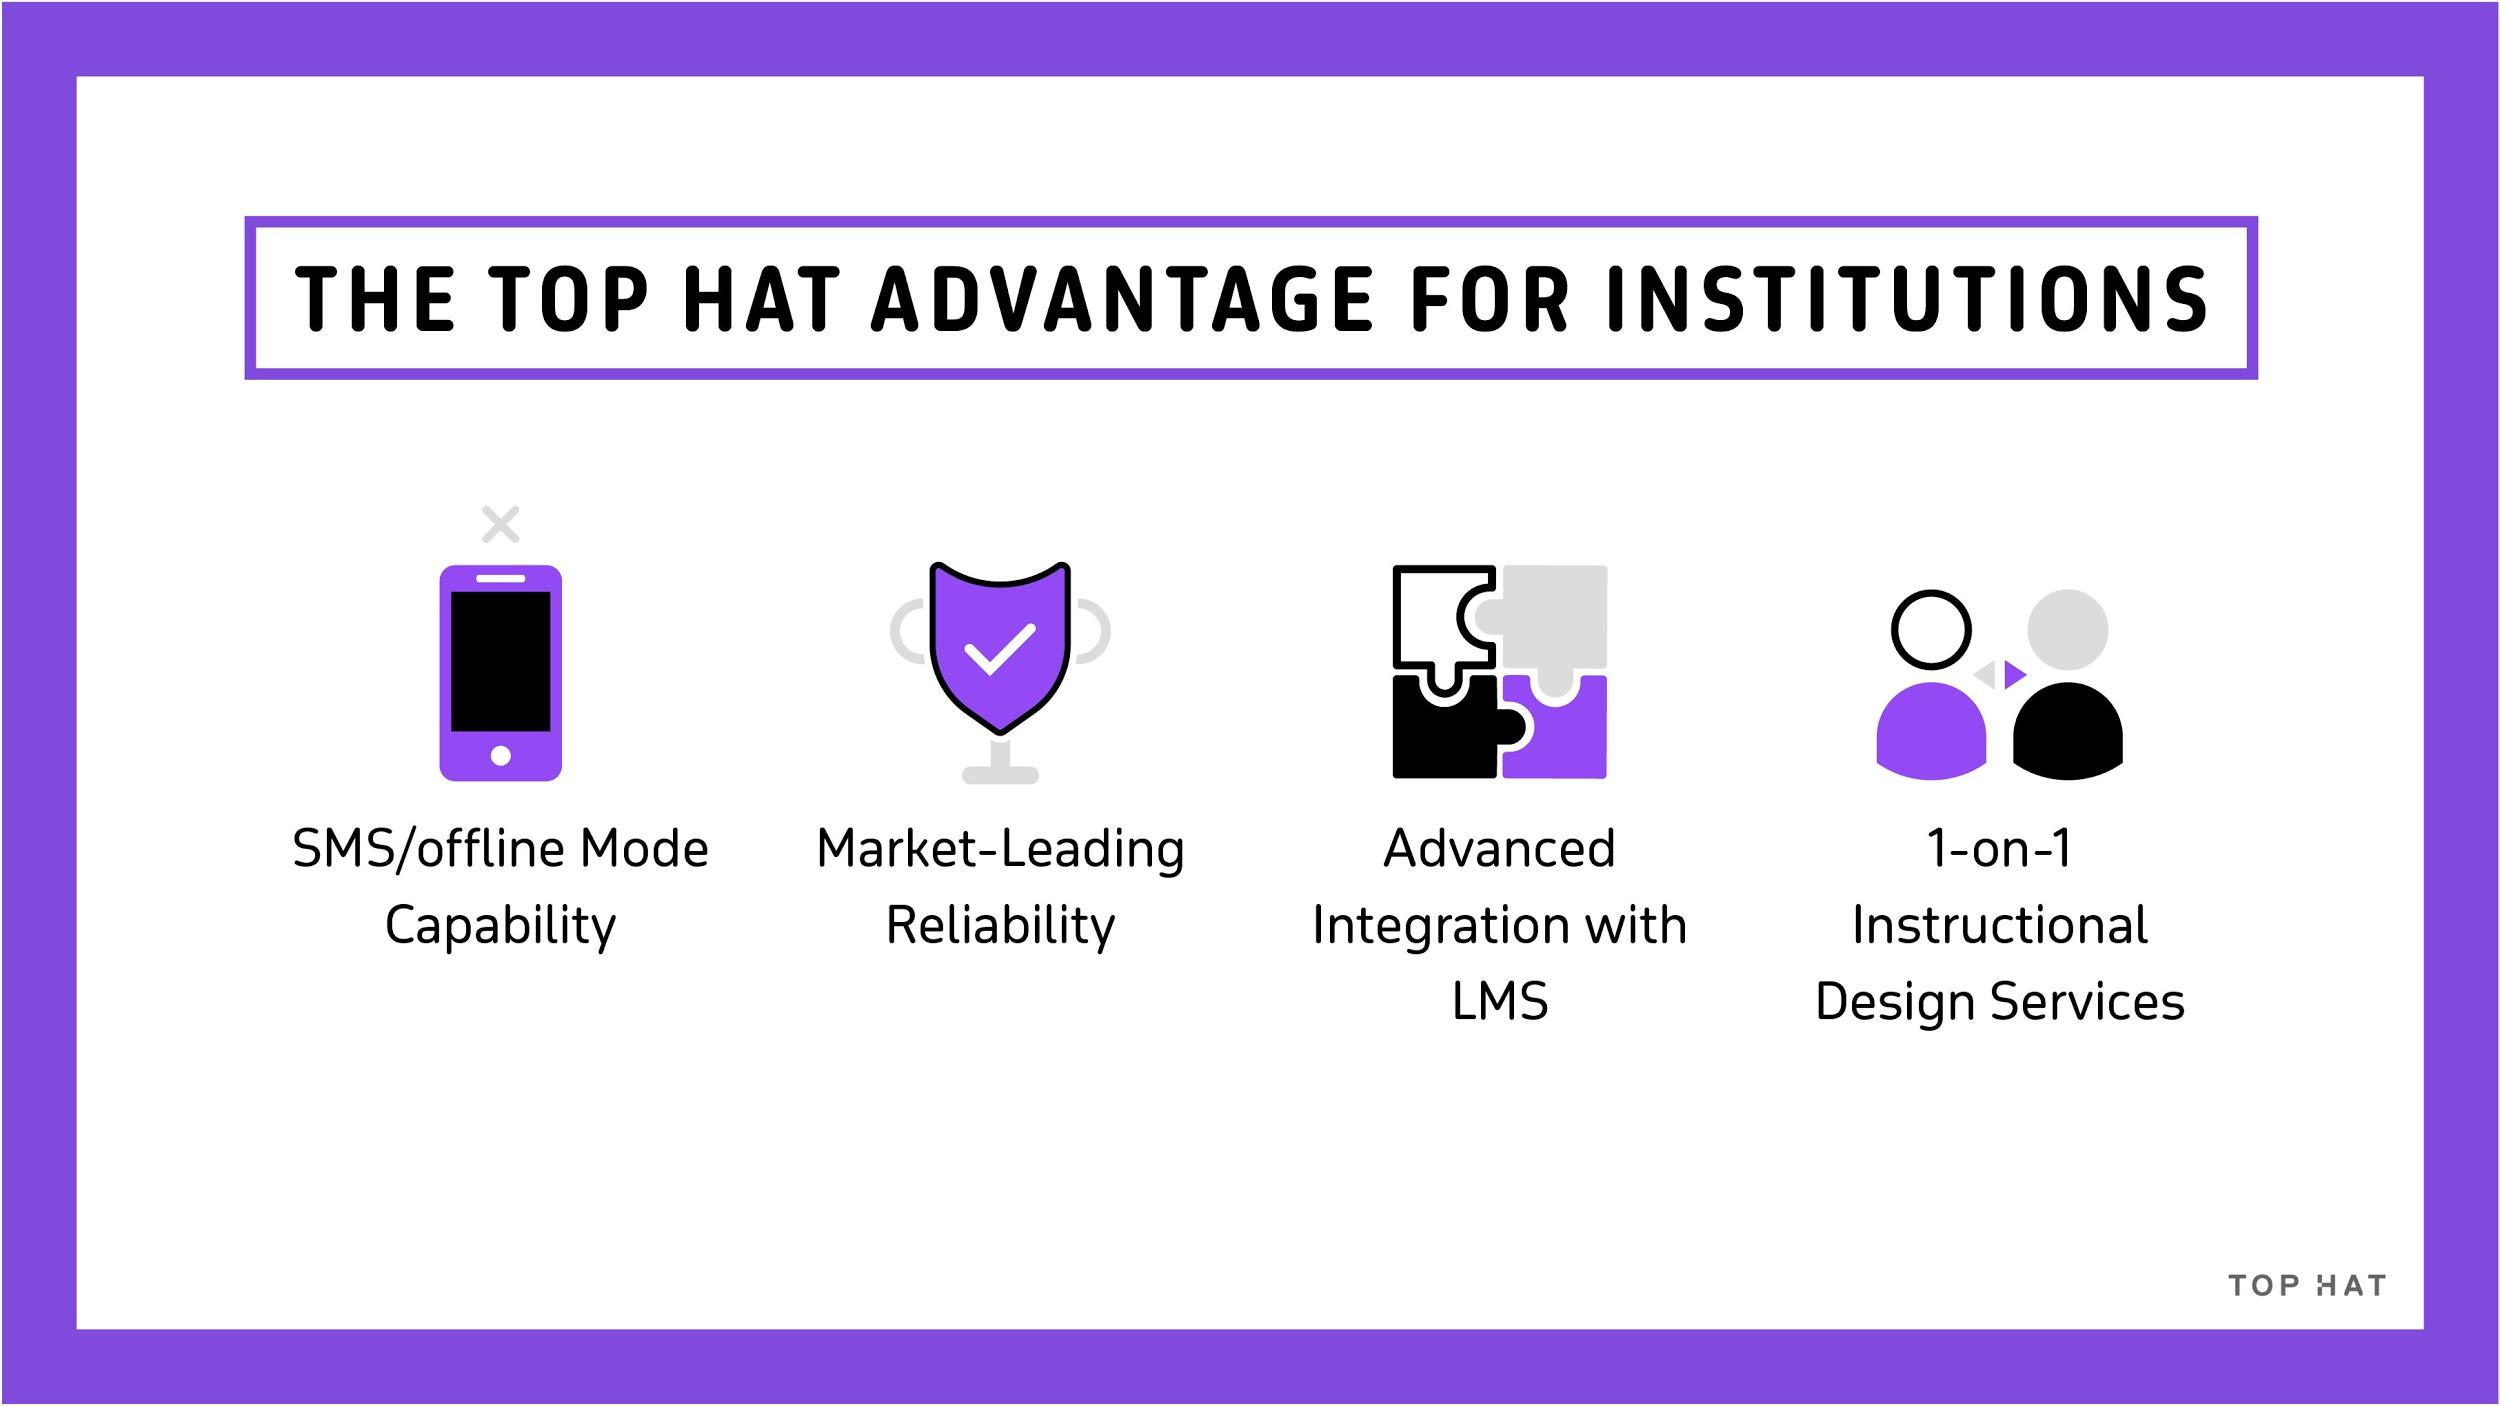 THE TOP HAT ADVANTAGE FOR INSTITUTIONS
SMS/offline Mode
Capability
Market-Leading
Reliability
Advanced
Integration with
LMS
1-on-1
Instructional
Design Services
TOP HAT